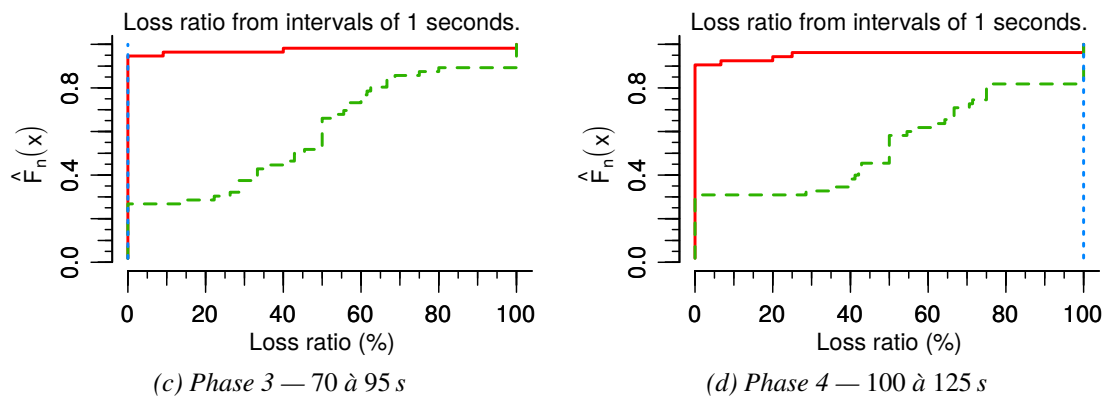 Loss ratio from intervals of 1 seconds.
0.0 0.4 0.8
F̂n(x)
0 20 40 60 80 100
Loss ratio (%)
(c) Phase 3 — 70 à 95 s
Loss ratio from intervals of 1 seconds.
0.0 0.4 0.8
F̂n(x)
0 20 40 60 80 100
Loss ratio (%)
(d) Phase 4 — 100 à 125 s